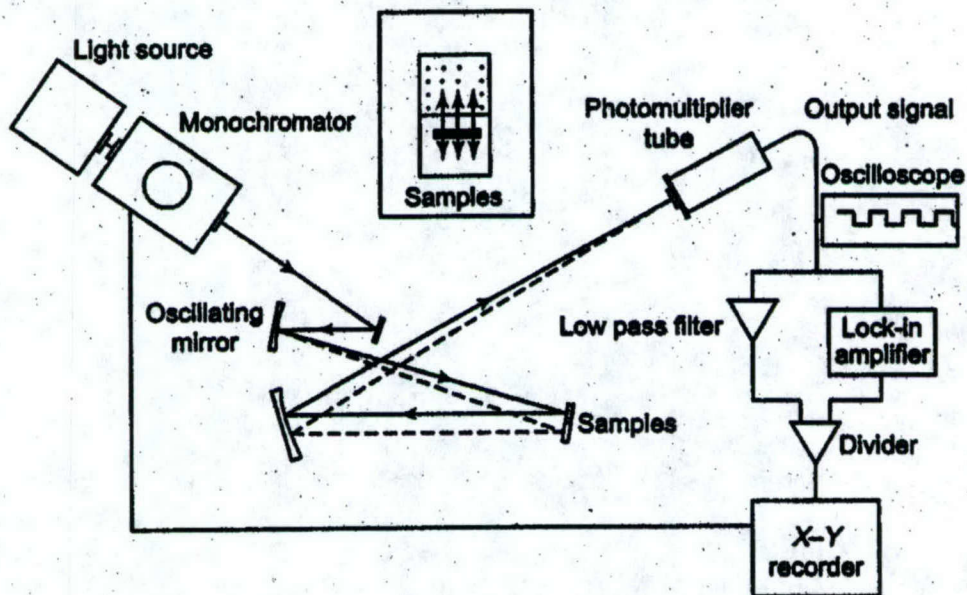 Light source
Monochromator
Samples
Photomultiplier
tube
Output signal
Oscilloscope
Oscillating
mirror
Low pass filter
Lock-in
amplifier
Samples
Divider
X–Y
recorder